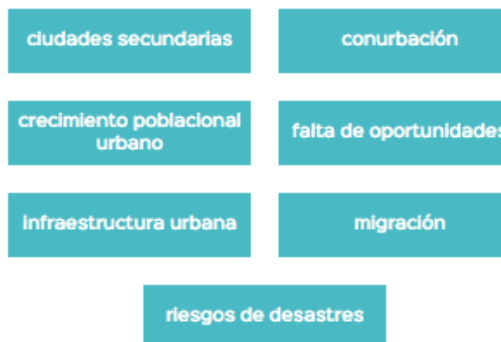 ciudades secundarias
conurbación
crecimiento poblacional
urbano
falta de oportunidades
infraestructura urbana
migración
riesgos de desastres